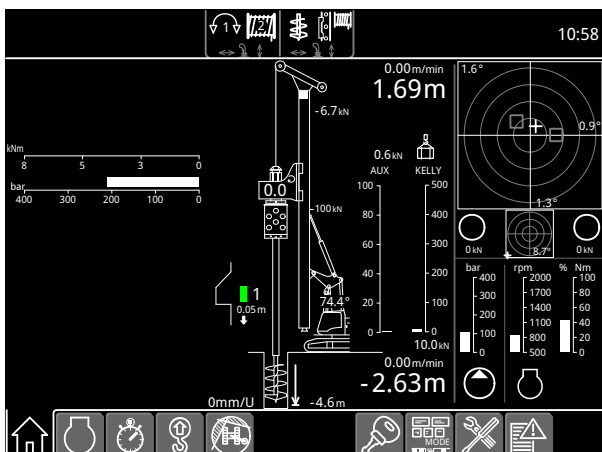 1 2
10:58
0.00m/min
1.69m
1.6°
-6.7kN
0.9°
kNm
8 5 3 0
bar
400 300 200 100 0
0.6kN
AUX KELLY
0.0
100kN
100 500
80 400
60 300
40 200
20 100
0 0
10.0kN
1.3°
0kN 8.7° 0kN
bar rpm % Nm
400 2000 100
300 1700 80
200 1400 60
100 1100 40
0 800 20
500 0
1
0.05m
74.4°
0.00m/min
-2.63m
0mm/U
-4.6m
MODE